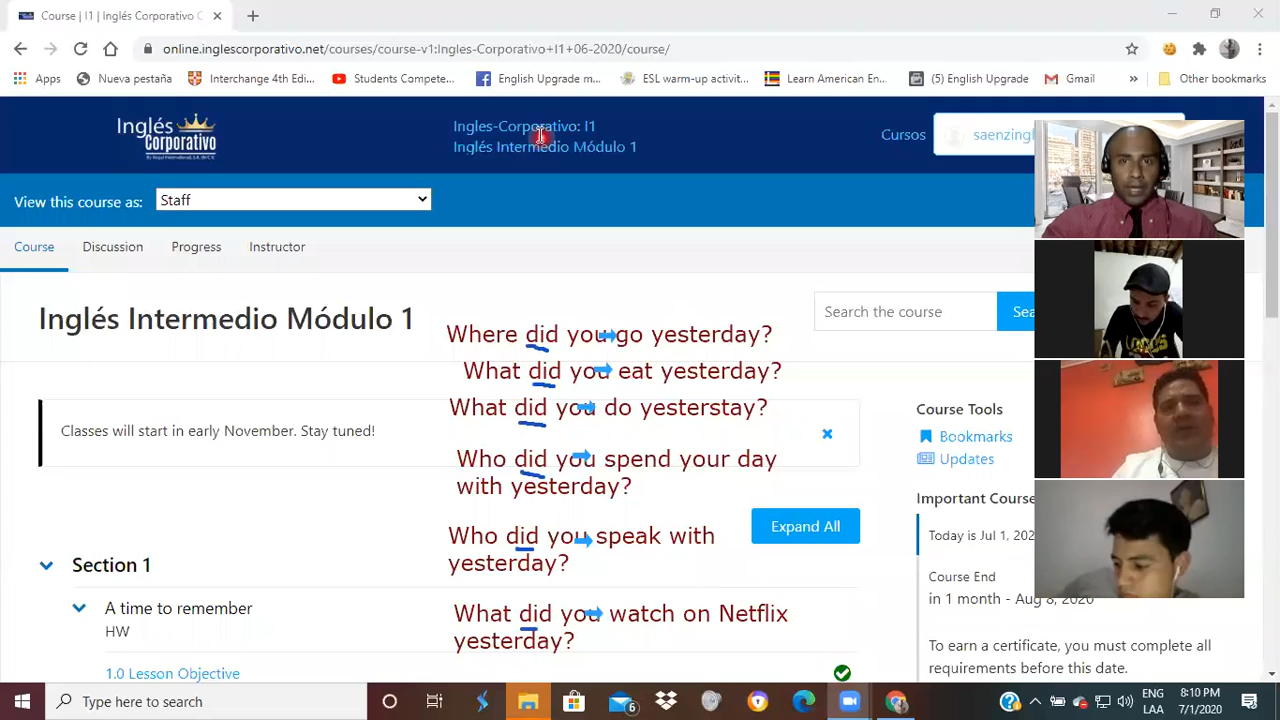 Course | I1 | Inglés Corporativo C
online.inglescorporativo.net/courses/course-v1:Ingles-Corporativo+I1+06-2020/course/
Apps Nueva pestaña Interchange 4th Edi... Students Compete... English Upgrade m... ESL warm-up activit... Learn American En... (5) English Upgrade Gmail » Other bookmarks
Inglés Corporativo
Ingles-Corporativo: I1
Inglés Intermedio Módulo 1
Cursos saenzingl
View this course as: Staff
Course Discussion Progress Instructor
Inglés Intermedio Módulo 1
Search the course Sea
Where did you go yesterday?
What did you eat yesterday?
What did you do yesterstay?
Who did you spend your day
with yesterday?
Who did you speak with
yesterday?
What did you watch on Netflix
yesterday?
Classes will start in early November. Stay tuned!
Expand All
Section 1
A time to remember
HW
1.0 Lesson Objective
Course Tools
Bookmarks
Updates
Important Course
Today is Jul 1, 202
Course End
in 1 month - Aug 8, 2020
To earn a certificate, you must complete all
requirements before this date.
Type here to search
6
ENG
LAA
8:10 PM
7/1/2020